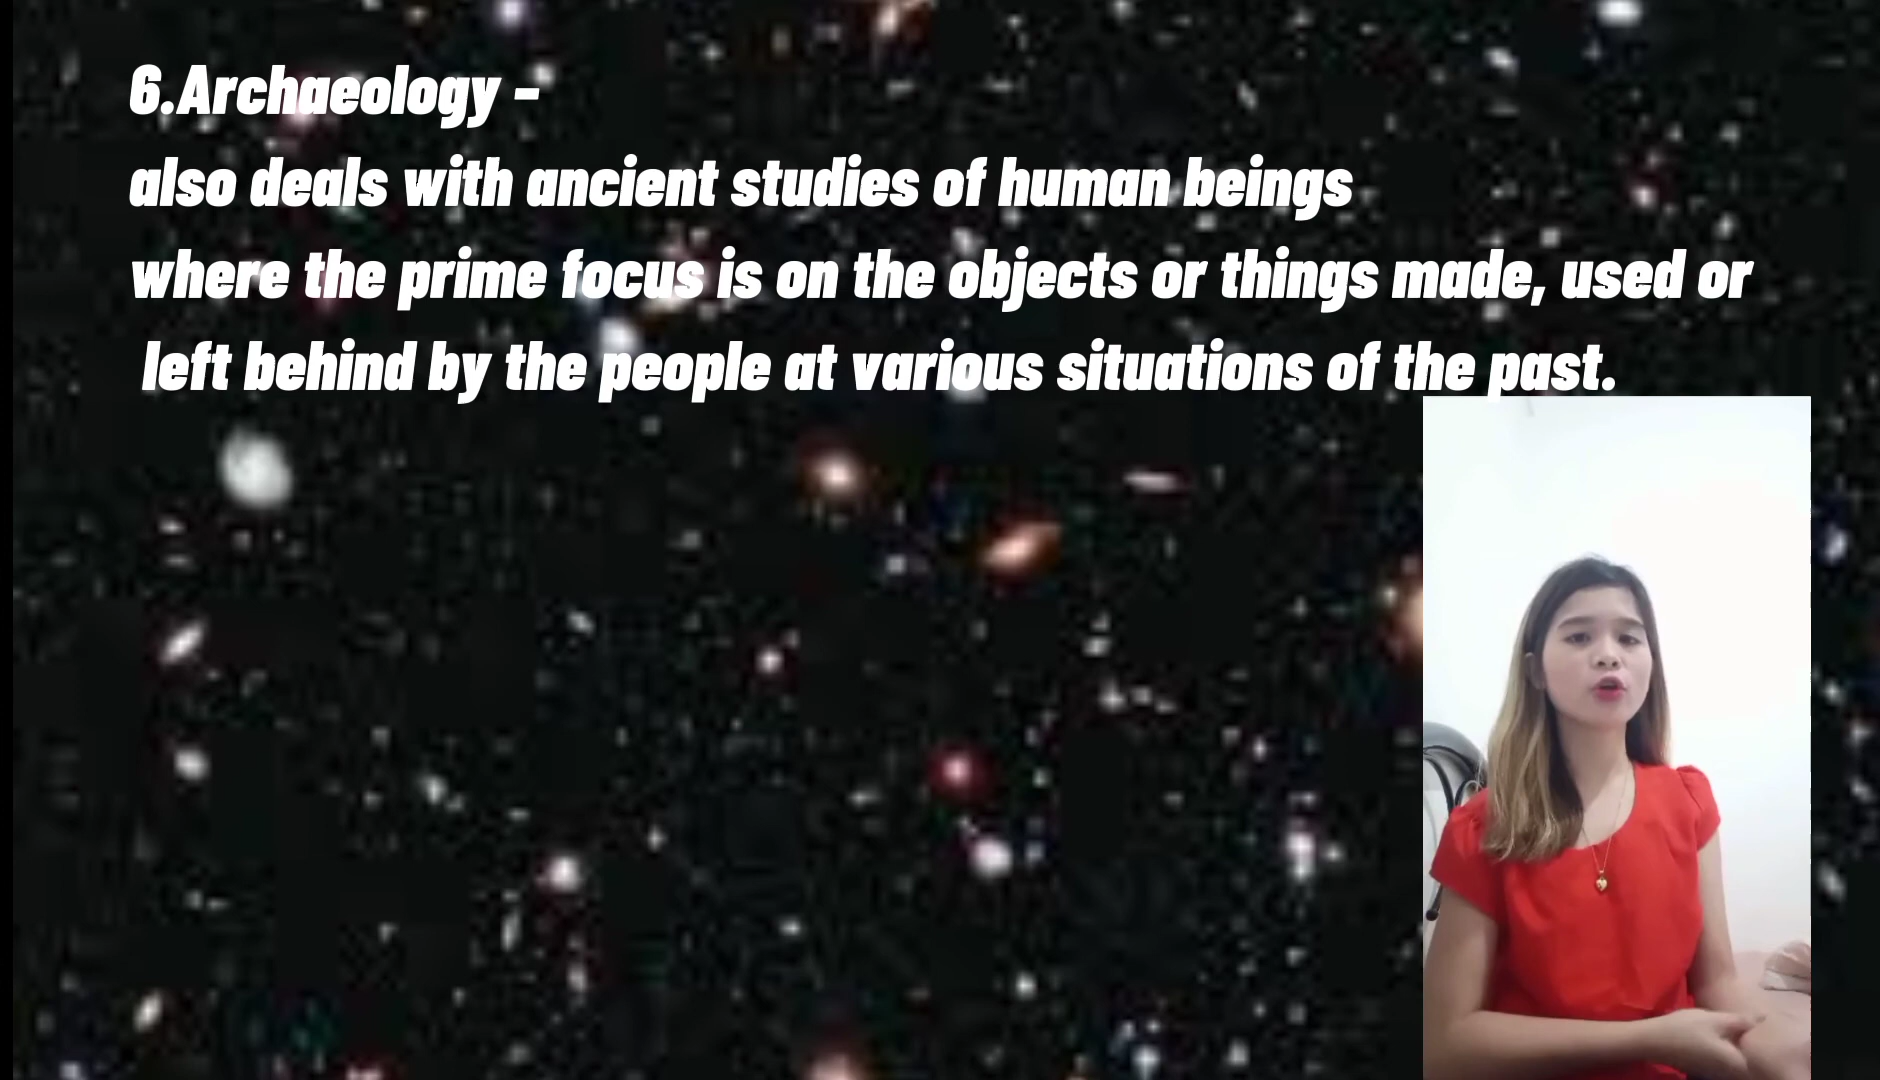 6.Archaeology -
also deals with ancient studies of human beings
where the prime focus is on the objects or things made, used or
left behind by the people at various situations of the past.